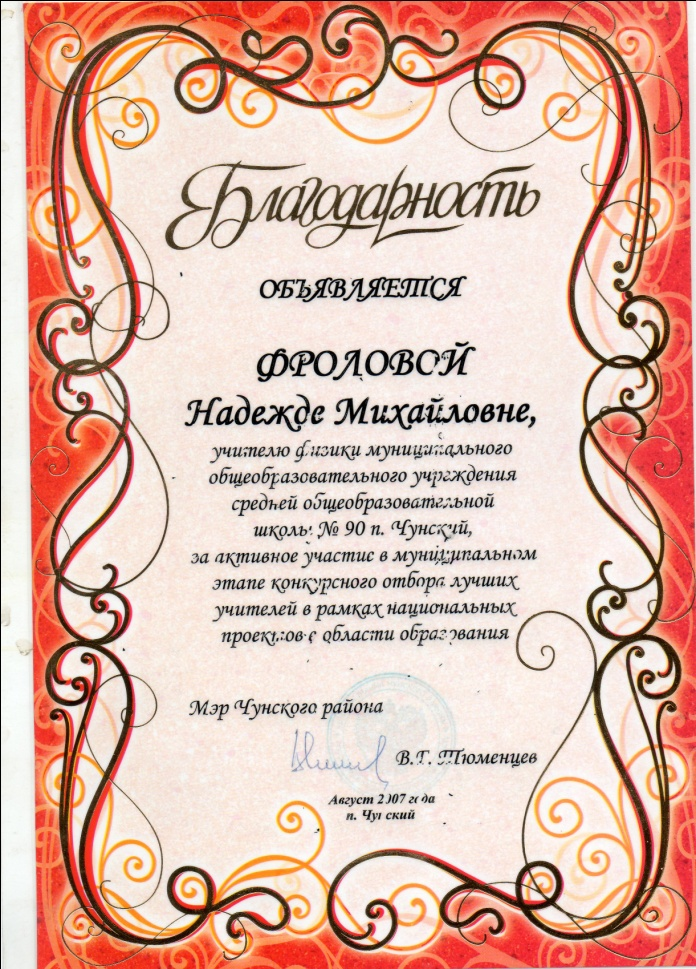 Благодарность
ОБЪЯВЛЯЕТСЯ
ФРОЛОВОЙ
Надежде Михайловне,
учителю физики муниципального
общеобразовательного учреждения
средней общеобразовательной
школы № 90 п. Чунский,
за активное участие в муниципальном
этапе конкурсного отбора лучших
учителей в рамках национальных
проектов в области образования
Мэр Чунского района
В.Г. Тюменцев
Август 2007 года
п. Чунский